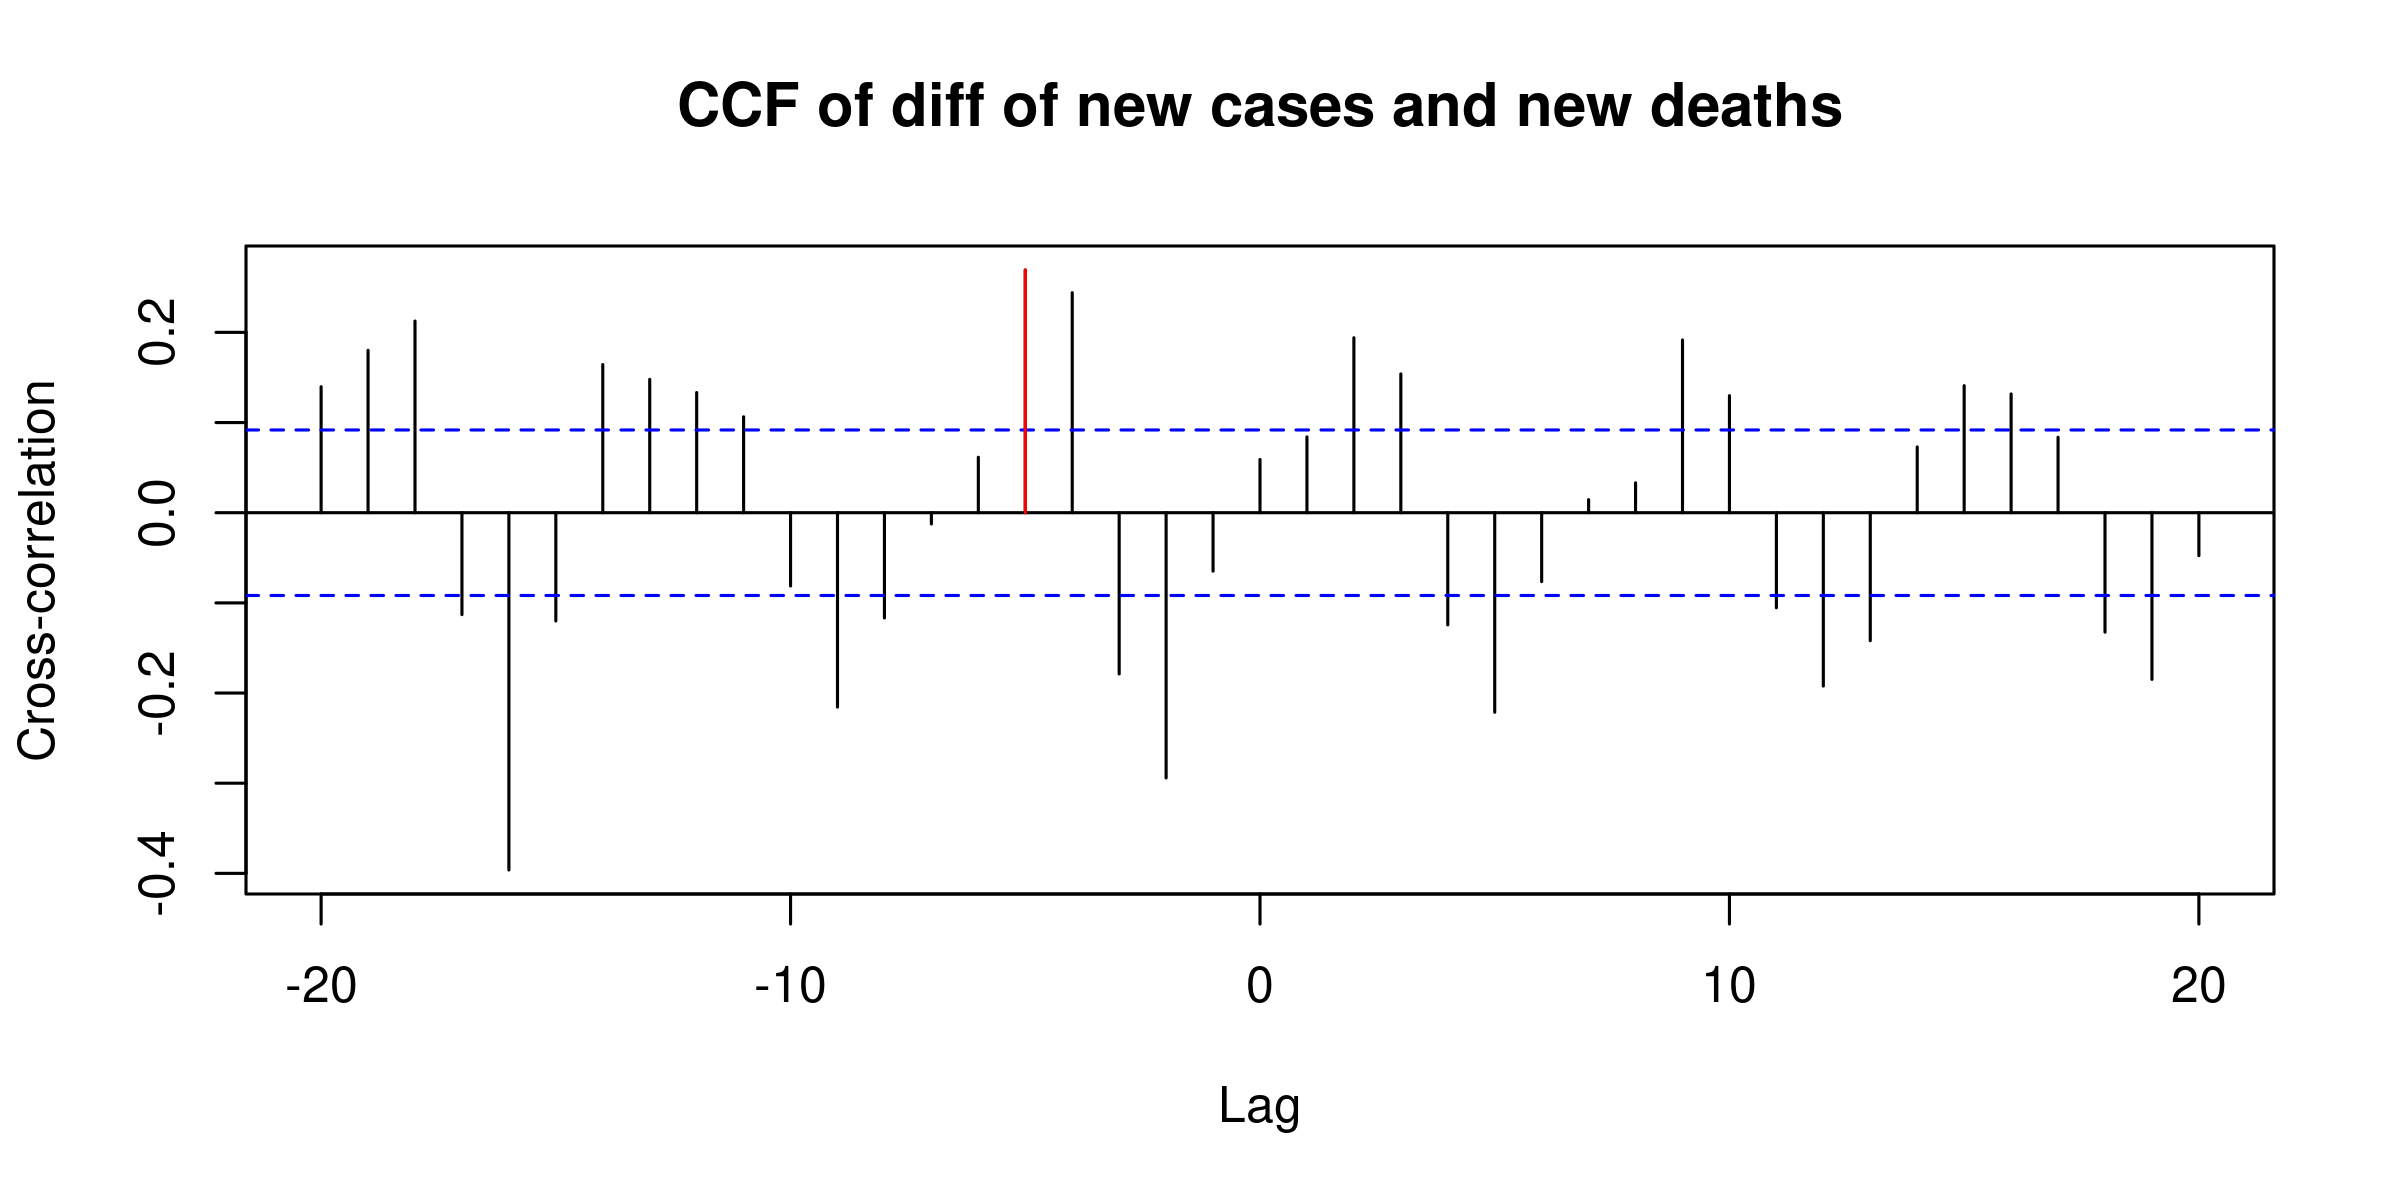 CCF of diff of new cases and new deaths
Cross-correlation
0.2
0.0
-0.2
-0.4
-20 -10 0 10 20
Lag